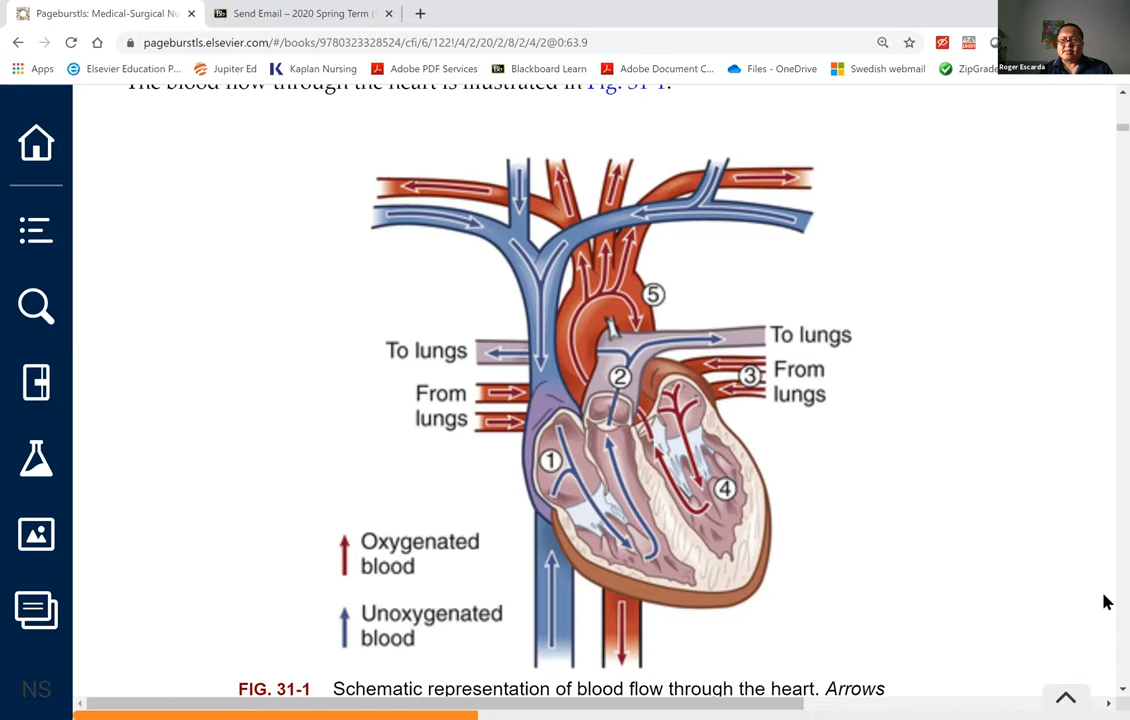 Pageburstls: Medical-Surgical Nu
Send Email – 2020 Spring Term (
pageburstls.elsevier.com/#/books/9780323328524/cfi/6/122!/4/2/20/2/8/2/4/2@0:63.9
Apps
Elsevier Education P...
Jupiter Ed
Kaplan Nursing
Adobe PDF Services
Blackboard Learn
Adobe Document C...
Files - OneDrive
Swedish webmail
ZipGrade
Roger Escarda
The blood flow through the heart is illustrated in Fig. 31-1.
5
To lungs
To lungs
2
3
From
lungs
From
lungs
1
4
Oxygenated
blood
Unoxygenated
blood
NS
FIG. 31-1 Schematic representation of blood flow through the heart. Arrows